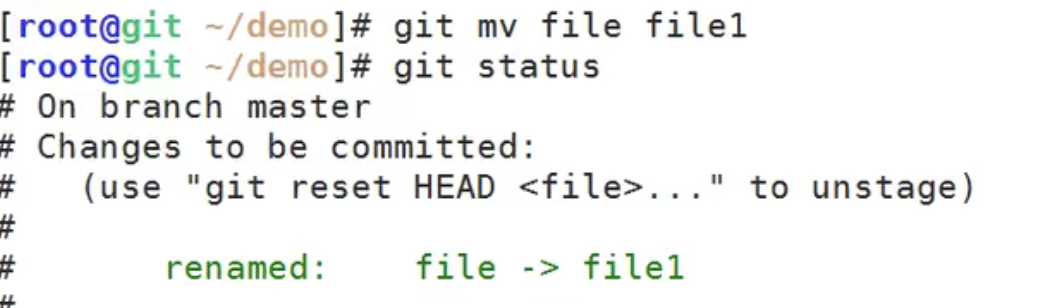 [root@git ~/demo]# git mv file file1
[root@git ~/demo]# git status
# On branch master
# Changes to be committed:
#   (use "git reset HEAD <file>..." to unstage)
#
#       renamed:    file -> file1
#